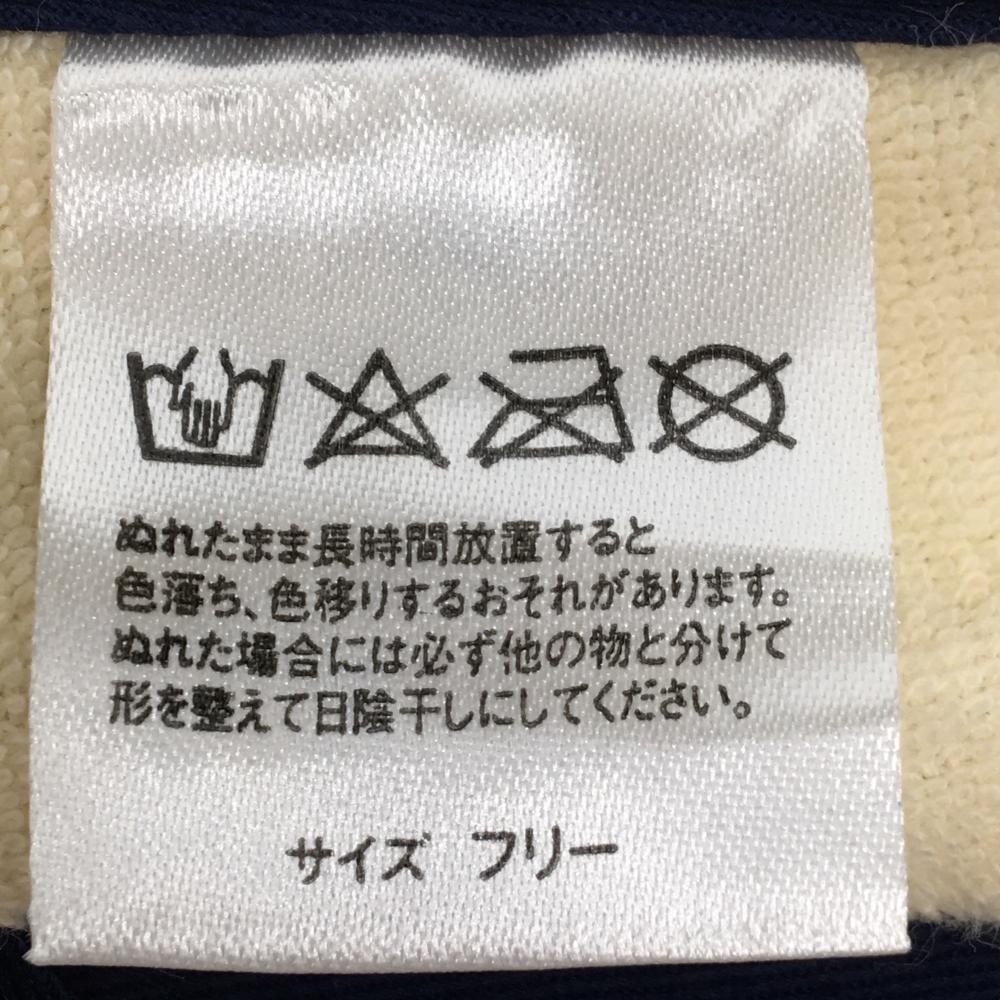 ぬれたまま長時間放置すると
色落ち、色移りするおそれがあります。
ぬれた場合には必ず他の物と分けて
形を整えて日陰干しにしてください。
サイズ フリー